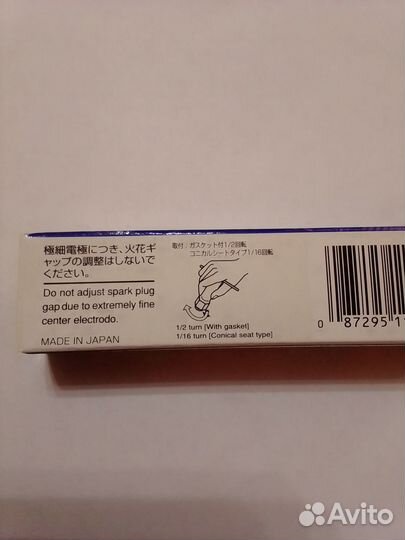 極細電極につき、火花ギ
ャップの調整はしないで
ください。
Do not adjust spark plug
gap due to extremely fine
center electrodo.
MADE IN JAPAN
取付：ガスケット付1/2回転
コニカルシートタイプ1/16回転
1/2 turn [With gasket]
1/16 turn [Conical seat type]
0 87295 1
Avito